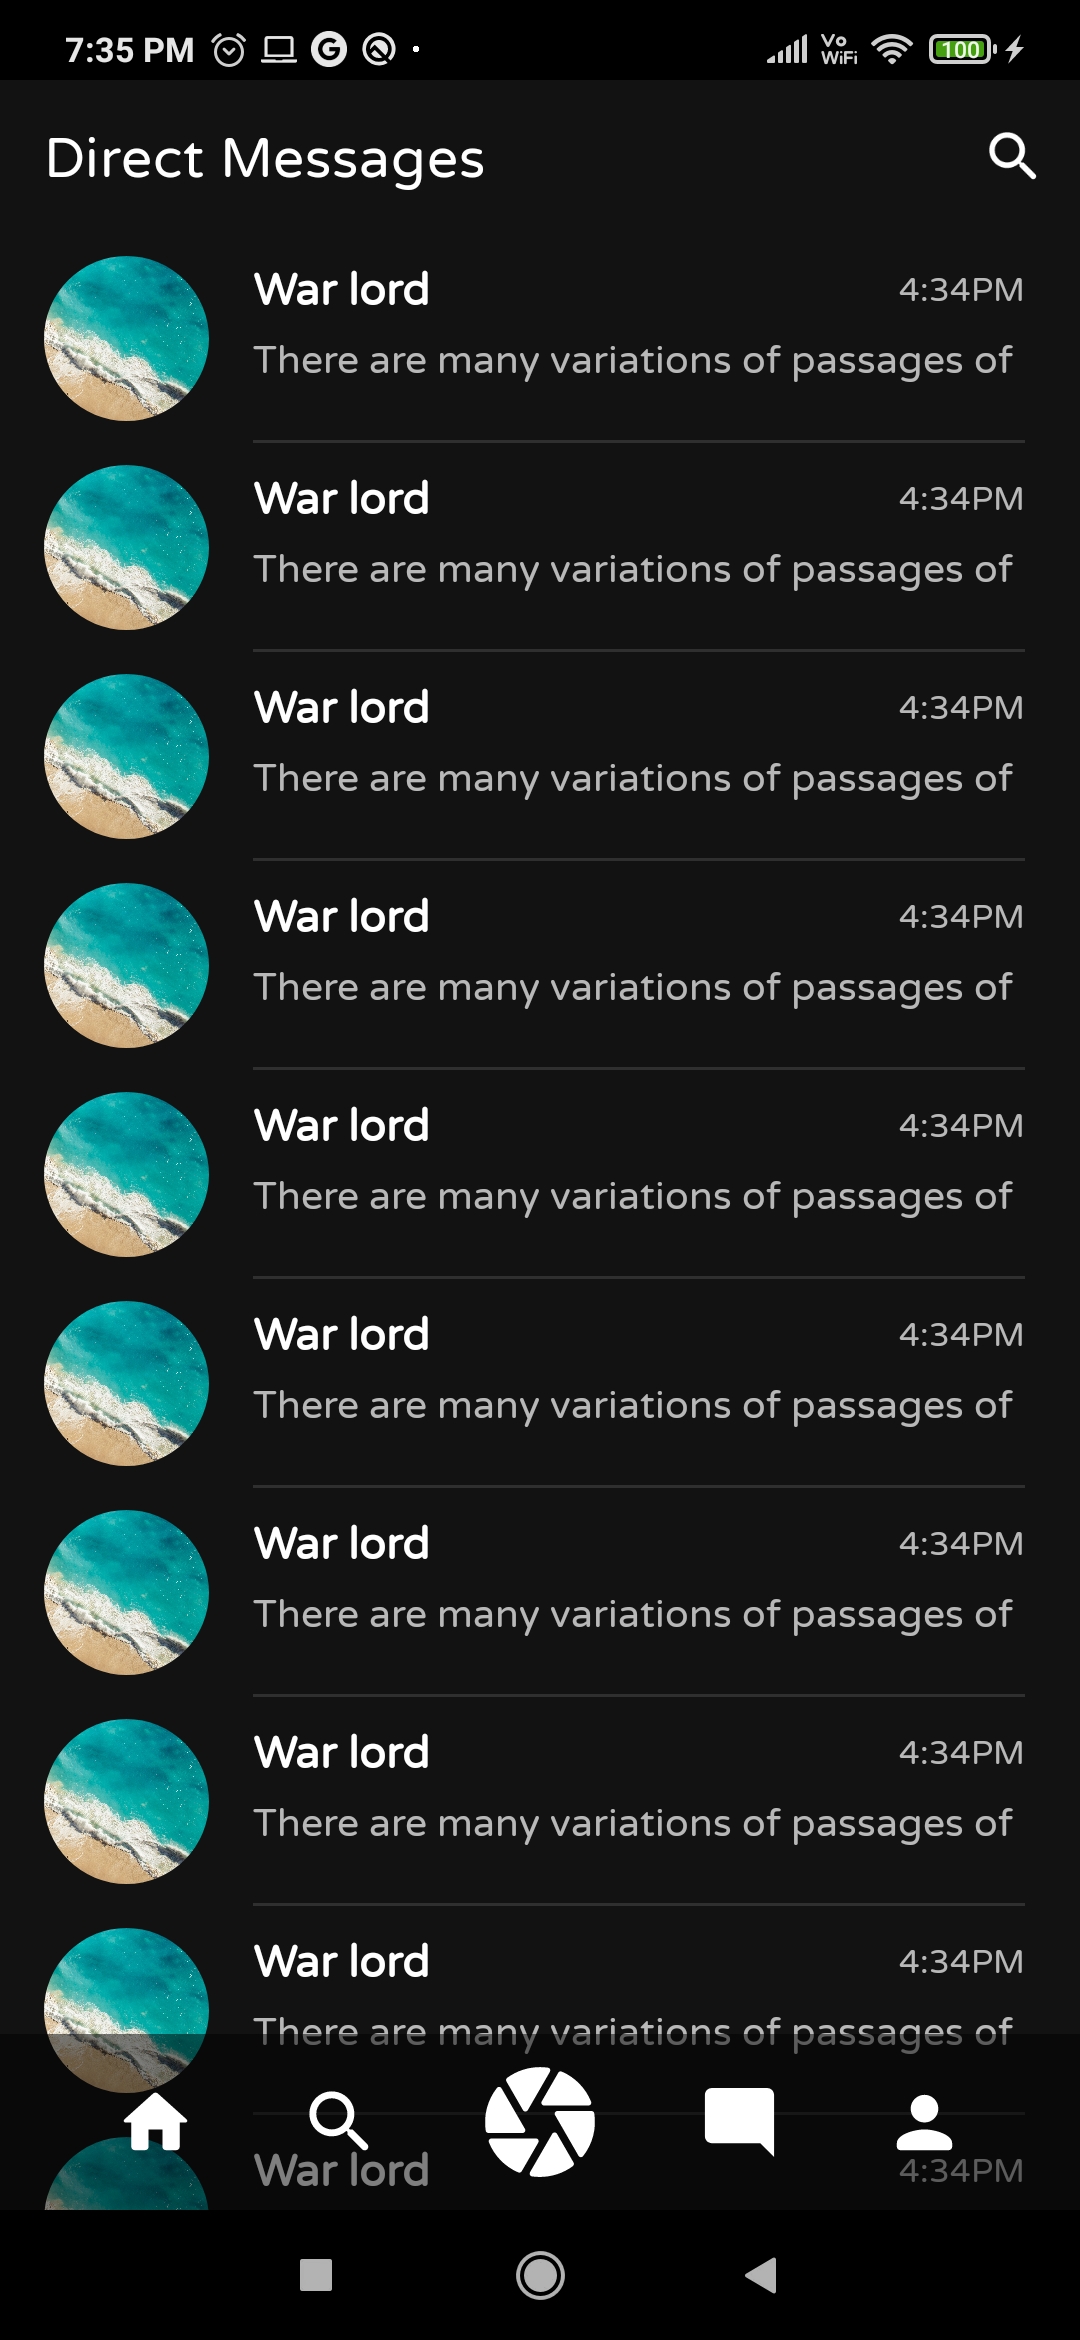 7:35 PM
Vo
WiFi
100
Direct Messages
War lord
4:34PM
There are many variations of passages of
War lord
4:34PM
There are many variations of passages of
War lord
4:34PM
There are many variations of passages of
War lord
4:34PM
There are many variations of passages of
War lord
4:34PM
There are many variations of passages of
War lord
4:34PM
There are many variations of passages of
War lord
4:34PM
There are many variations of passages of
War lord
4:34PM
There are many variations of passages of
War lord
4:34PM
There are many variations of passages of
War lord
4:34PM